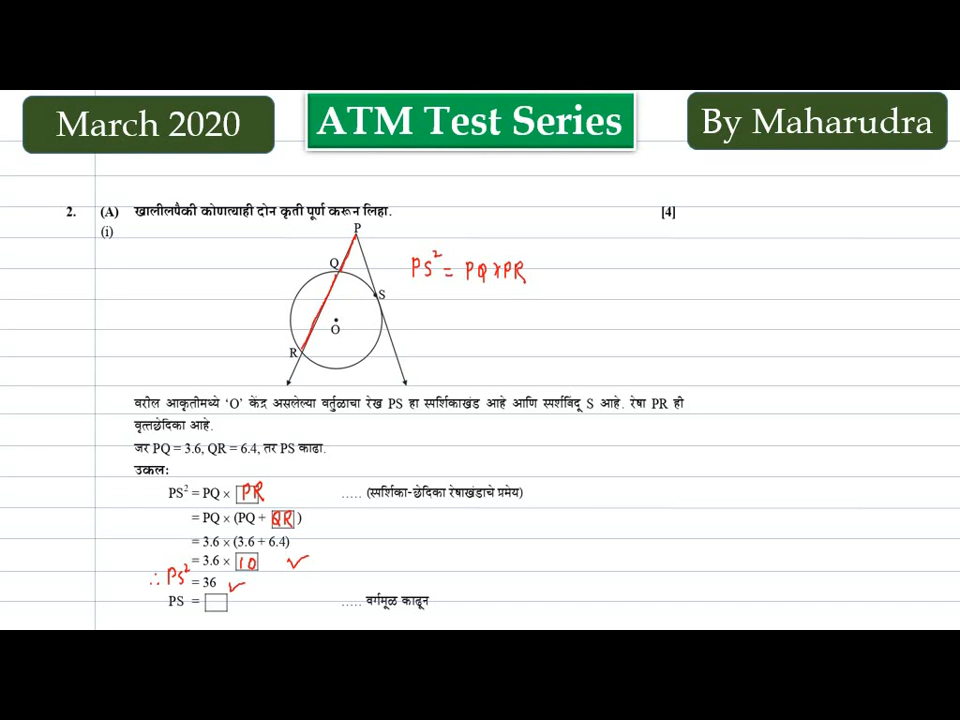 March 2020
ATM Test Series
By Maharudra
2. (A) खालीलपैकी कोणत्याही दोन कृती पूर्ण करून लिहा. [4]
(i)
P
Q
S
O
R
PS² = PQ × PR
वरील आकृतीमध्ये ‘O’ केंद्र असलेल्या वर्तुळाचा रेख PS हा स्पर्शिकाखंड आहे आणि स्पर्शबिंदू S आहे. रेषा PR ही
वृत्तछेदिका आहे.
जर PQ = 3.6, QR = 6.4, तर PS काढा.
उकल:
PS² = PQ × PR ..... (स्पर्शिका-छेदिका रेषाखंडाचे प्रमेय)
= PQ × (PQ + QR )
= 3.6 × (3.6 + 6.4)
= 3.6 × 10 ✓
∴ PS² = 36 ✓
PS = ..... वर्गमूळ काढून